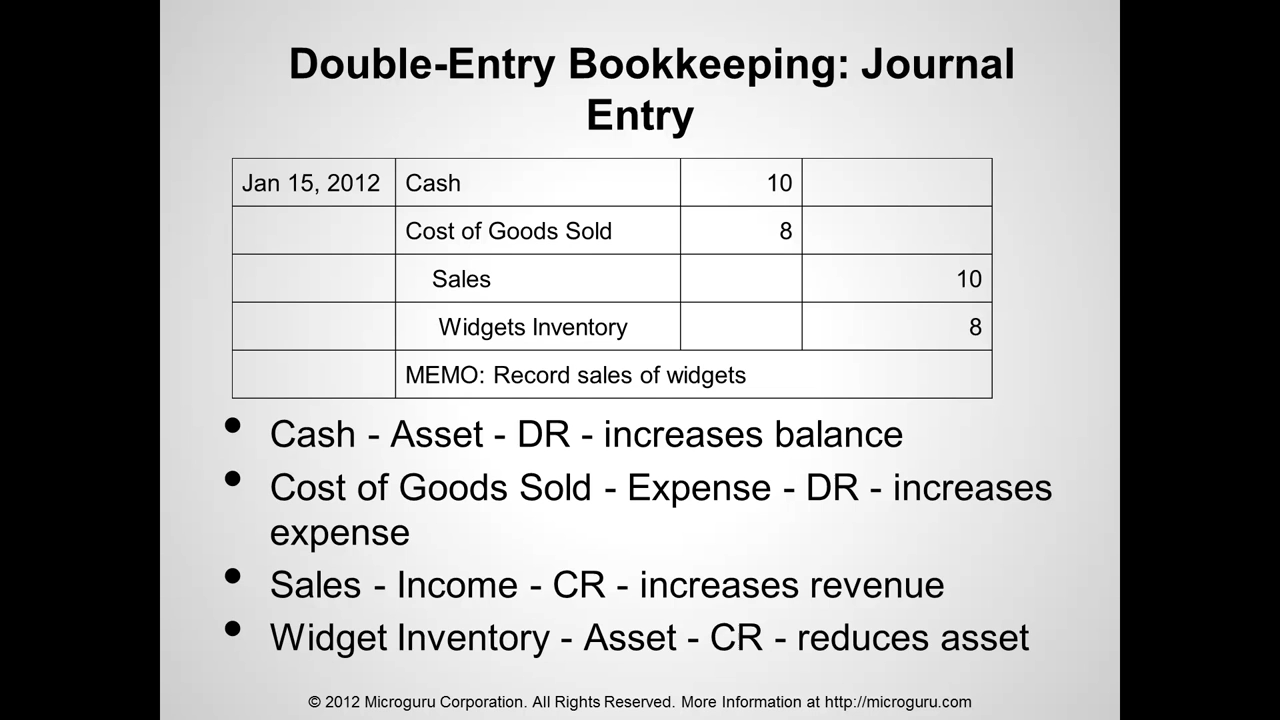 Double-Entry Bookkeeping: Journal
Entry
Jan 15, 2012 Cash 10
Cost of Goods Sold 8
Sales 10
Widgets Inventory 8
MEMO: Record sales of widgets
• Cash - Asset - DR - increases balance
• Cost of Goods Sold - Expense - DR - increases
expense
• Sales - Income - CR - increases revenue
• Widget Inventory - Asset - CR - reduces asset
© 2012 Microguru Corporation. All Rights Reserved. More Information at http://microguru.com